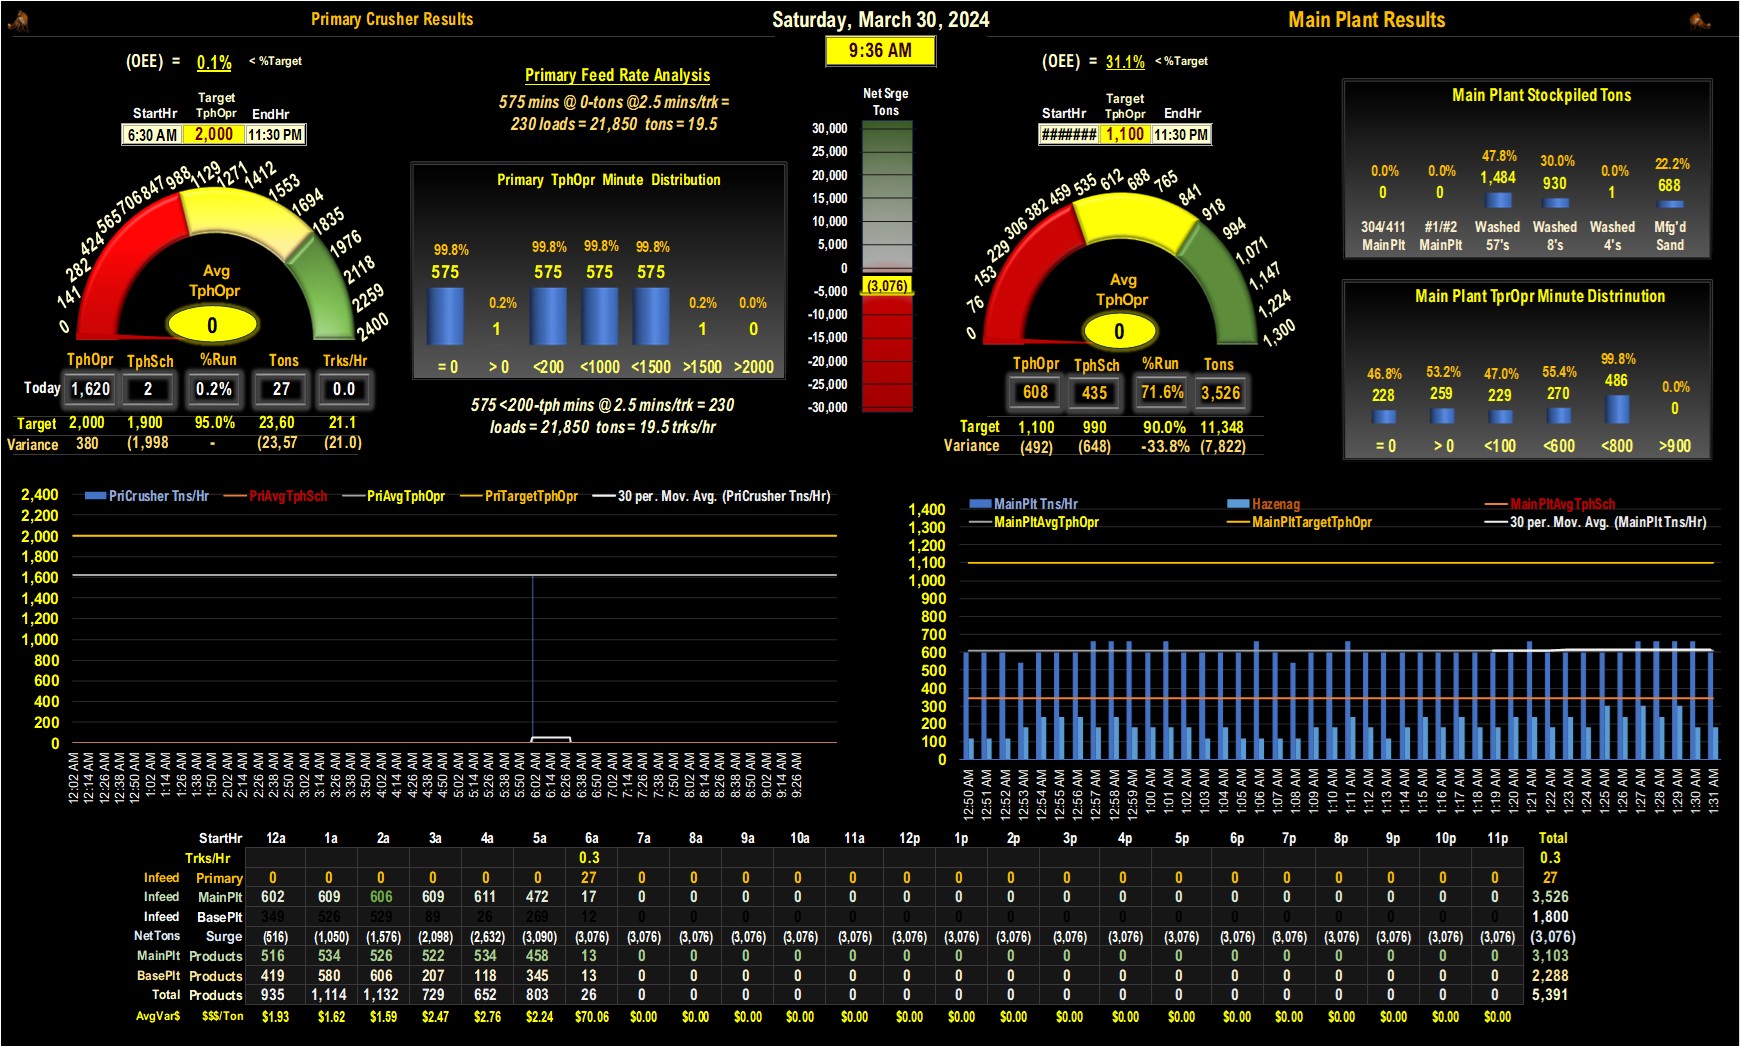 Primary Crusher Results
Saturday, March 30, 2024
Main Plant Results
9:36 AM
(OEE) = 0.1% < %Target
StartHr Target TphOpr EndHr
6:30 AM 2,000 11:30 PM
0 141 282 424 565 706 847 988 1129 1271 1412 1553 1694 1835 1976 2118 2259 2400
Avg
TphOpr
0
TphOpr TphSch %Run Tons Trks/Hr
Today 1,620 2 0.2% 27 0.0
Target 2,000 1,900 95.0% 23,60 21.1
Variance 380 (1,998 - (23,57 (21.0)
Primary Feed Rate Analysis
575 mins @ 0-tons @2.5 mins/trk =
230 loads = 21,850 tons = 19.5
Primary TphOpr Minute Distribution
99.8% 0.2% 99.8% 99.8% 99.8% 0.2% 0.0%
575 1 575 575 575 1 0
= 0 > 0 <200 <1000 <1500 >1500 >2000
575 <200-tph mins @ 2.5 mins/trk = 230
loads = 21,850 tons = 19.5 trks/hr
Net Srge
Tons
30,000
25,000
20,000
15,000
10,000
5,000
0
(3,076)
-5,000
-10,000
-15,000
-20,000
-25,000
-30,000
(OEE) = 31.1% < %Target
StartHr Target TphOpr EndHr
####### 1,100 11:30 PM
0 76 153 229 306 382 459 535 612 688 765 841 918 994 1,071 1,147 1,224 1,300
Avg
TphOpr
0
TphOpr TphSch %Run Tons
608 435 71.6% 3,526
Target 1,100 990 90.0% 11,348
Variance (492) (648) -33.8% (7,822)
Main Plant Stockpiled Tons
0.0% 0.0% 47.8% 30.0% 0.0% 22.2%
0 0 1,484 930 1 688
304/411 #1/#2 Washed Washed Washed Mfg'd
MainPlt MainPlt 57's 8's 4's Sand
Main Plant TprOpr Minute Distrinution
46.8% 53.2% 47.0% 55.4% 99.8% 0.0%
228 259 229 270 486 0
= 0 > 0 <100 <600 <800 >900
PriCrusher Tns/Hr PriAvgTphSch PriAvgTphOpr PriTargetTphOpr 30 per. Mov. Avg. (PriCrusher Tns/Hr)
2,400
2,200
2,000
1,800
1,600
1,400
1,200
1,000
800
600
400
200
0
12:02 AM 12:14 AM 12:26 AM 12:38 AM 12:50 AM 1:02 AM 1:14 AM 1:26 AM 1:38 AM 1:50 AM 2:02 AM 2:14 AM 2:26 AM 2:38 AM 2:50 AM 3:02 AM 3:14 AM 3:26 AM 3:38 AM 3:50 AM 4:02 AM 4:14 AM 4:26 AM 4:38 AM 4:50 AM 5:02 AM 5:14 AM 5:26 AM 5:38 AM 5:50 AM 6:02 AM 6:14 AM 6:26 AM 6:38 AM 6:50 AM 7:02 AM 7:14 AM 7:26 AM 7:38 AM 7:50 AM 8:02 AM 8:14 AM 8:26 AM 8:38 AM 8:50 AM 9:02 AM 9:14 AM 9:26 AM
MainPlt Tns/Hr Hazenag MainPltAvgTphSch
MainPltAvgTphOpr MainPltTargetTphOpr 30 per. Mov. Avg. (MainPlt Tns/Hr)
1,400
1,300
1,200
1,100
1,000
900
800
700
600
500
400
300
200
100
0
12:50 AM 12:51 AM 12:52 AM 12:53 AM 12:54 AM 12:55 AM 12:56 AM 12:57 AM 12:58 AM 12:59 AM 1:00 AM 1:01 AM 1:02 AM 1:03 AM 1:04 AM 1:05 AM 1:06 AM 1:07 AM 1:08 AM 1:09 AM 1:10 AM 1:11 AM 1:12 AM 1:13 AM 1:14 AM 1:15 AM 1:16 AM 1:17 AM 1:18 AM 1:19 AM 1:20 AM 1:21 AM 1:22 AM 1:23 AM 1:24 AM 1:25 AM 1:26 AM 1:27 AM 1:28 AM 1:29 AM 1:30 AM 1:31 AM
StartHr 12a 1a 2a 3a 4a 5a 6a 7a 8a 9a 10a 11a 12p 1p 2p 3p 4p 5p 6p 7p 8p 9p 10p 11p Total
Trks/Hr 0.3 0.3
Infeed Primary 0 0 0 0 0 0 27 0 0 0 0 0 0 0 0 0 0 0 0 0 0 0 0 0 27
Infeed MainPlt 602 609 606 609 611 472 17 0 0 0 0 0 0 0 0 0 0 0 0 0 0 0 0 0 3,526
Infeed BasePlt 349 526 529 89 26 269 12 0 0 0 0 0 0 0 0 0 0 0 0 0 0 0 0 0 1,800
NetTons Surge (516) (1,050) (1,576) (2,098) (2,632) (3,090) (3,076) (3,076) (3,076) (3,076) (3,076) (3,076) (3,076) (3,076) (3,076) (3,076) (3,076) (3,076) (3,076) (3,076) (3,076) (3,076) (3,076) (3,076) (3,076)
MainPlt Products 516 534 526 522 534 458 13 0 0 0 0 0 0 0 0 0 0 0 0 0 0 0 0 0 3,103
BasePlt Products 419 580 606 207 118 345 13 0 0 0 0 0 0 0 0 0 0 0 0 0 0 0 0 0 2,288
Total Products 935 1,114 1,132 729 652 803 26 0 0 0 0 0 0 0 0 0 0 0 0 0 0 0 0 0 5,391
AvgVar$ $$$/Ton $1.93 $1.62 $1.59 $2.47 $2.76 $2.24 $70.06 $0.00 $0.00 $0.00 $0.00 $0.00 $0.00 $0.00 $0.00 $0.00 $0.00 $0.00 $0.00 $0.00 $0.00 $0.00 $0.00 $0.00